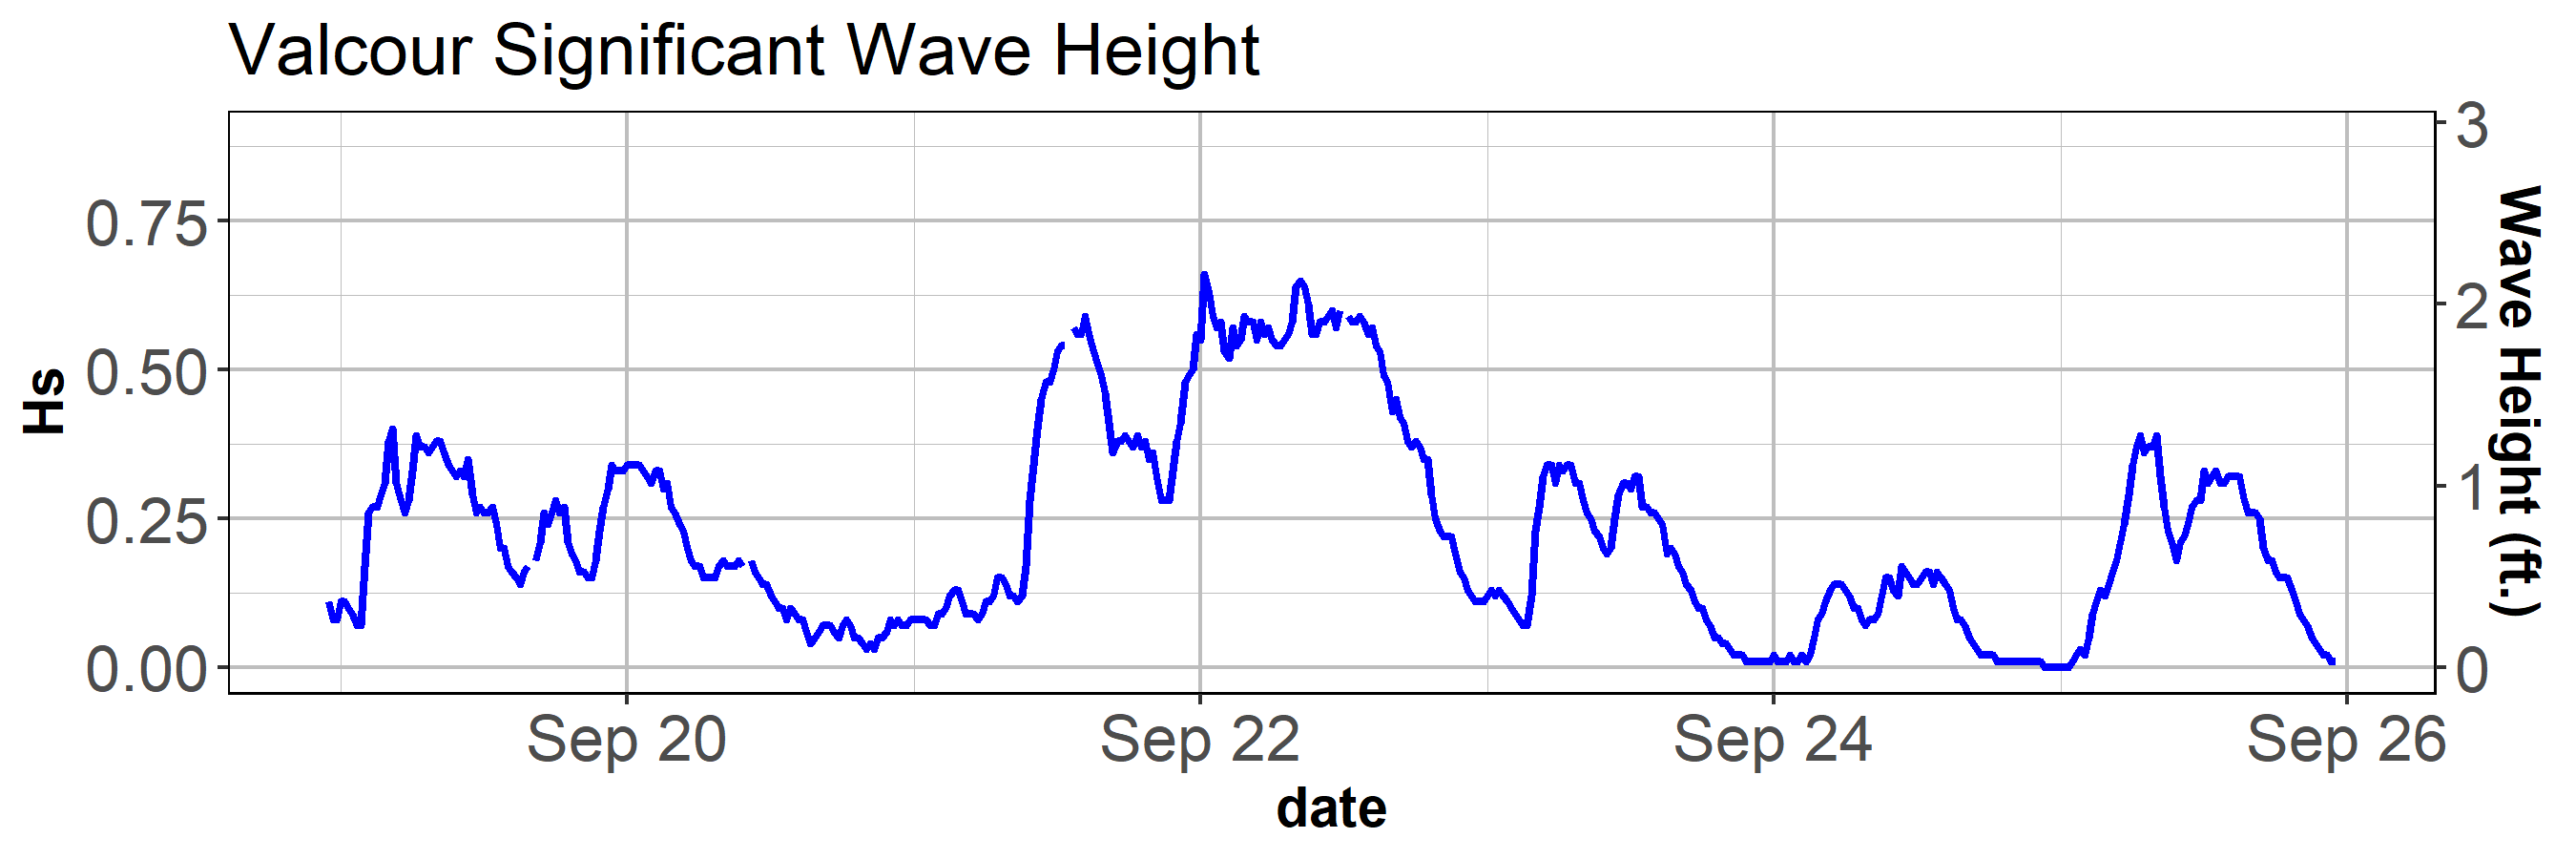 Valcour Significant Wave Height
3
0.75
2
0.50
1
0.25
0
0.00
Hs
Wave Height (ft.)
Sep 20
Sep 22
Sep 24
Sep 26
date